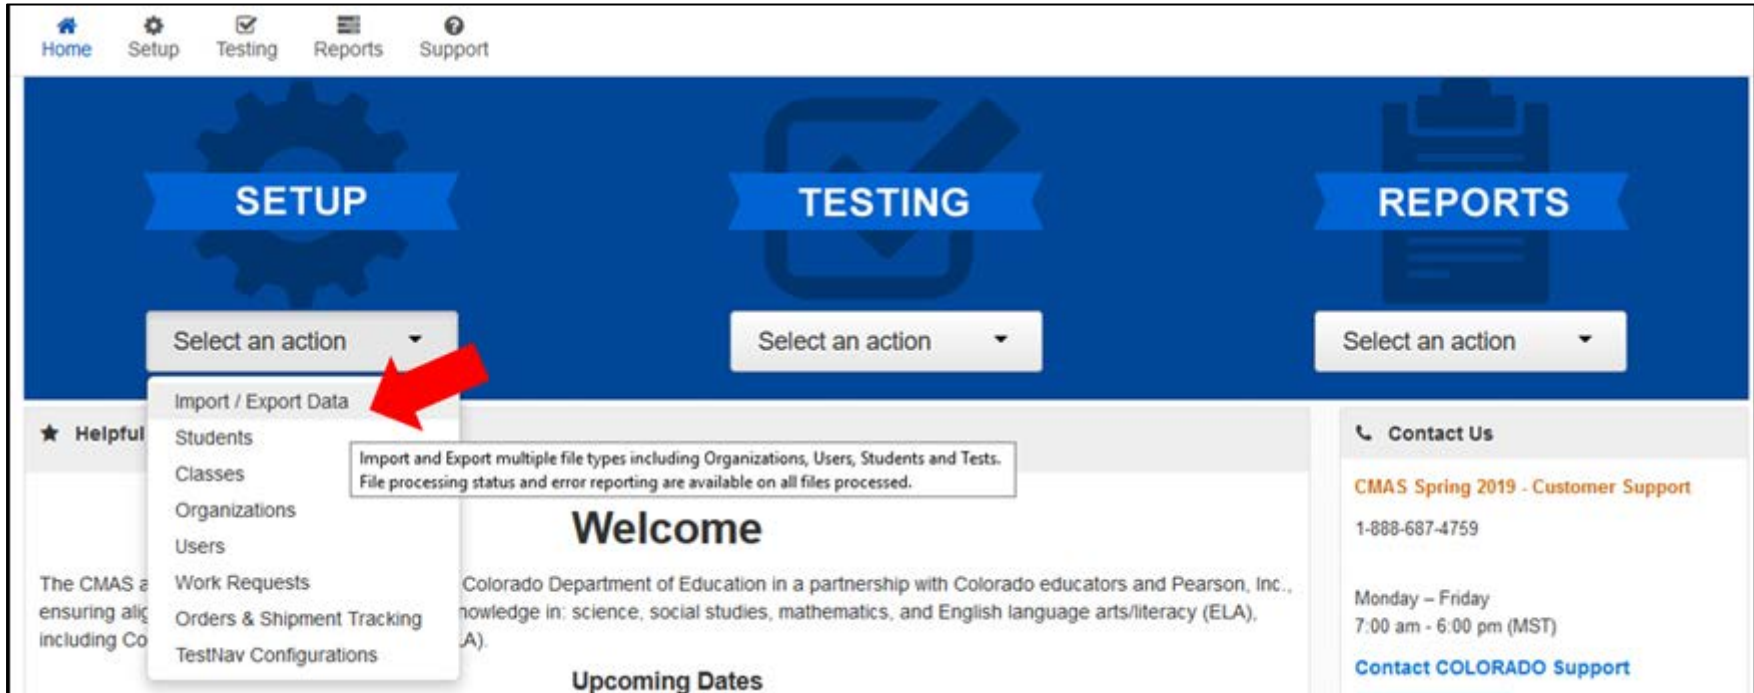 Home Setup Testing Reports Support
SETUP
TESTING
REPORTS
Select an action
Select an action
Select an action
Import / Export Data
Students
Classes
Organizations
Users
Work Requests
Orders & Shipment Tracking
TestNav Configurations
Import and Export multiple file types including Organizations, Users, Students and Tests.
File processing status and error reporting are available on all files processed.
Helpful
Welcome
The CMAS a
Colorado Department of Education in a partnership with Colorado educators and Pearson, Inc.,
ensuring alig
nowledge in: science, social studies, mathematics, and English language arts/literacy (ELA),
including Co
A).
Upcoming Dates
Contact Us
CMAS Spring 2019 - Customer Support
1-888-687-4759
Monday – Friday
7:00 am - 6:00 pm (MST)
Contact COLORADO Support